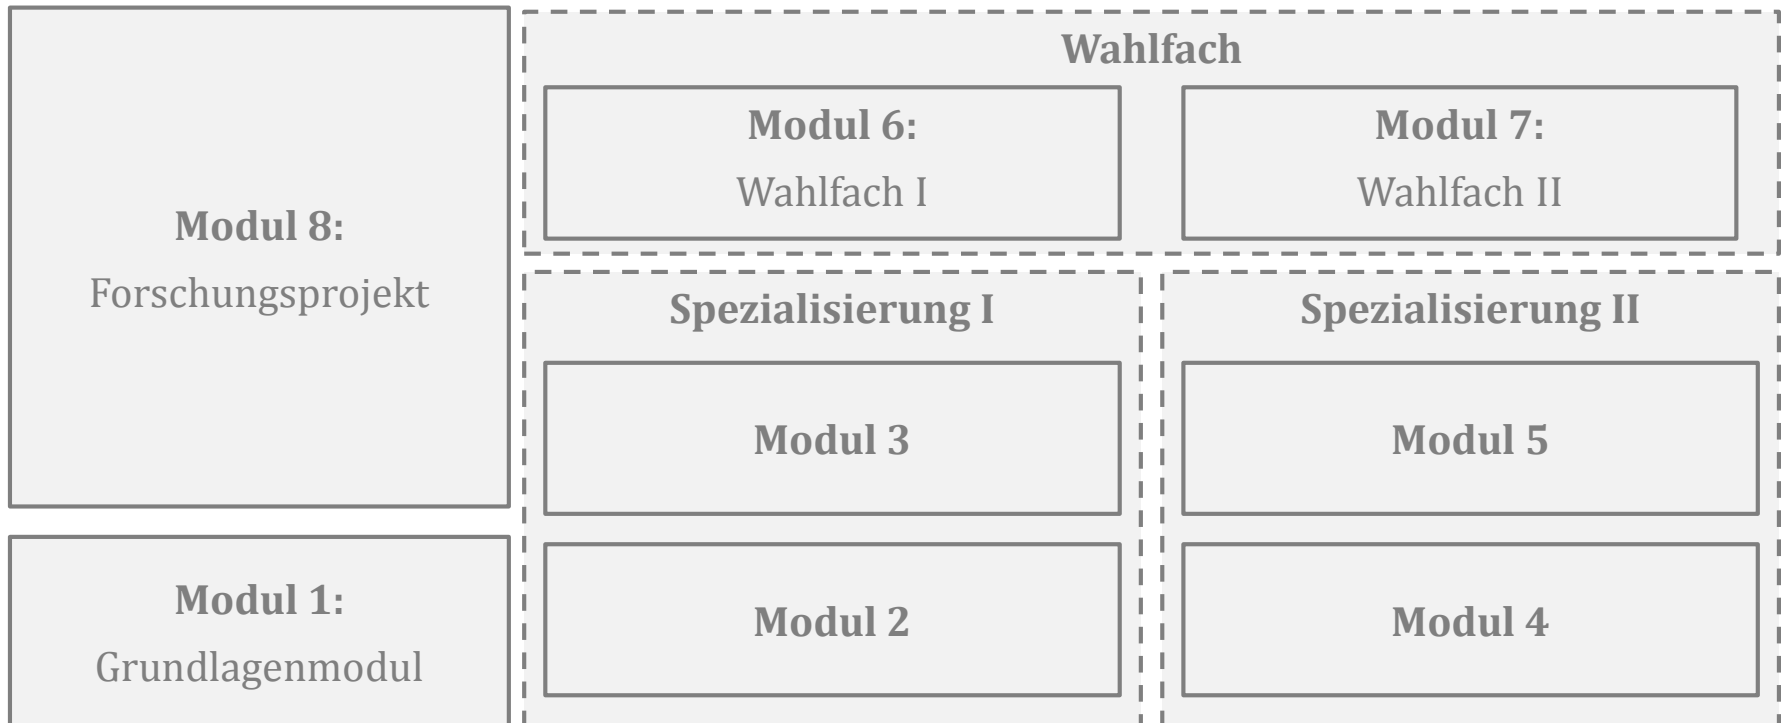 Modul 8:
Forschungsprojekt
Modul 1:
Grundlagenmodul
Wahlfach
Modul 6:
Wahlfach I
Modul 7:
Wahlfach II
Spezialisierung I
Modul 3
Modul 2
Spezialisierung II
Modul 5
Modul 4